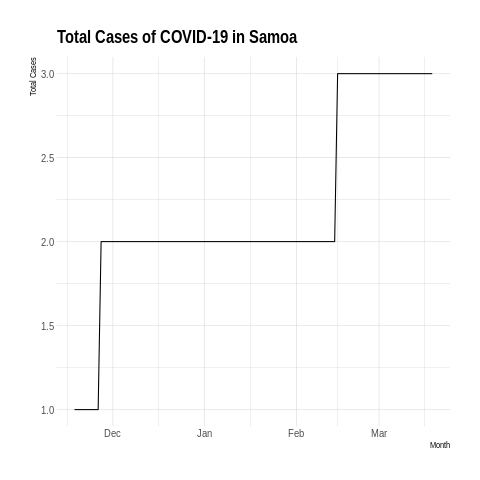 Total Cases of COVID-19 in Samoa
Total Cases
3.0
2.5
2.0
1.5
1.0
Dec Jan Feb Mar
Month